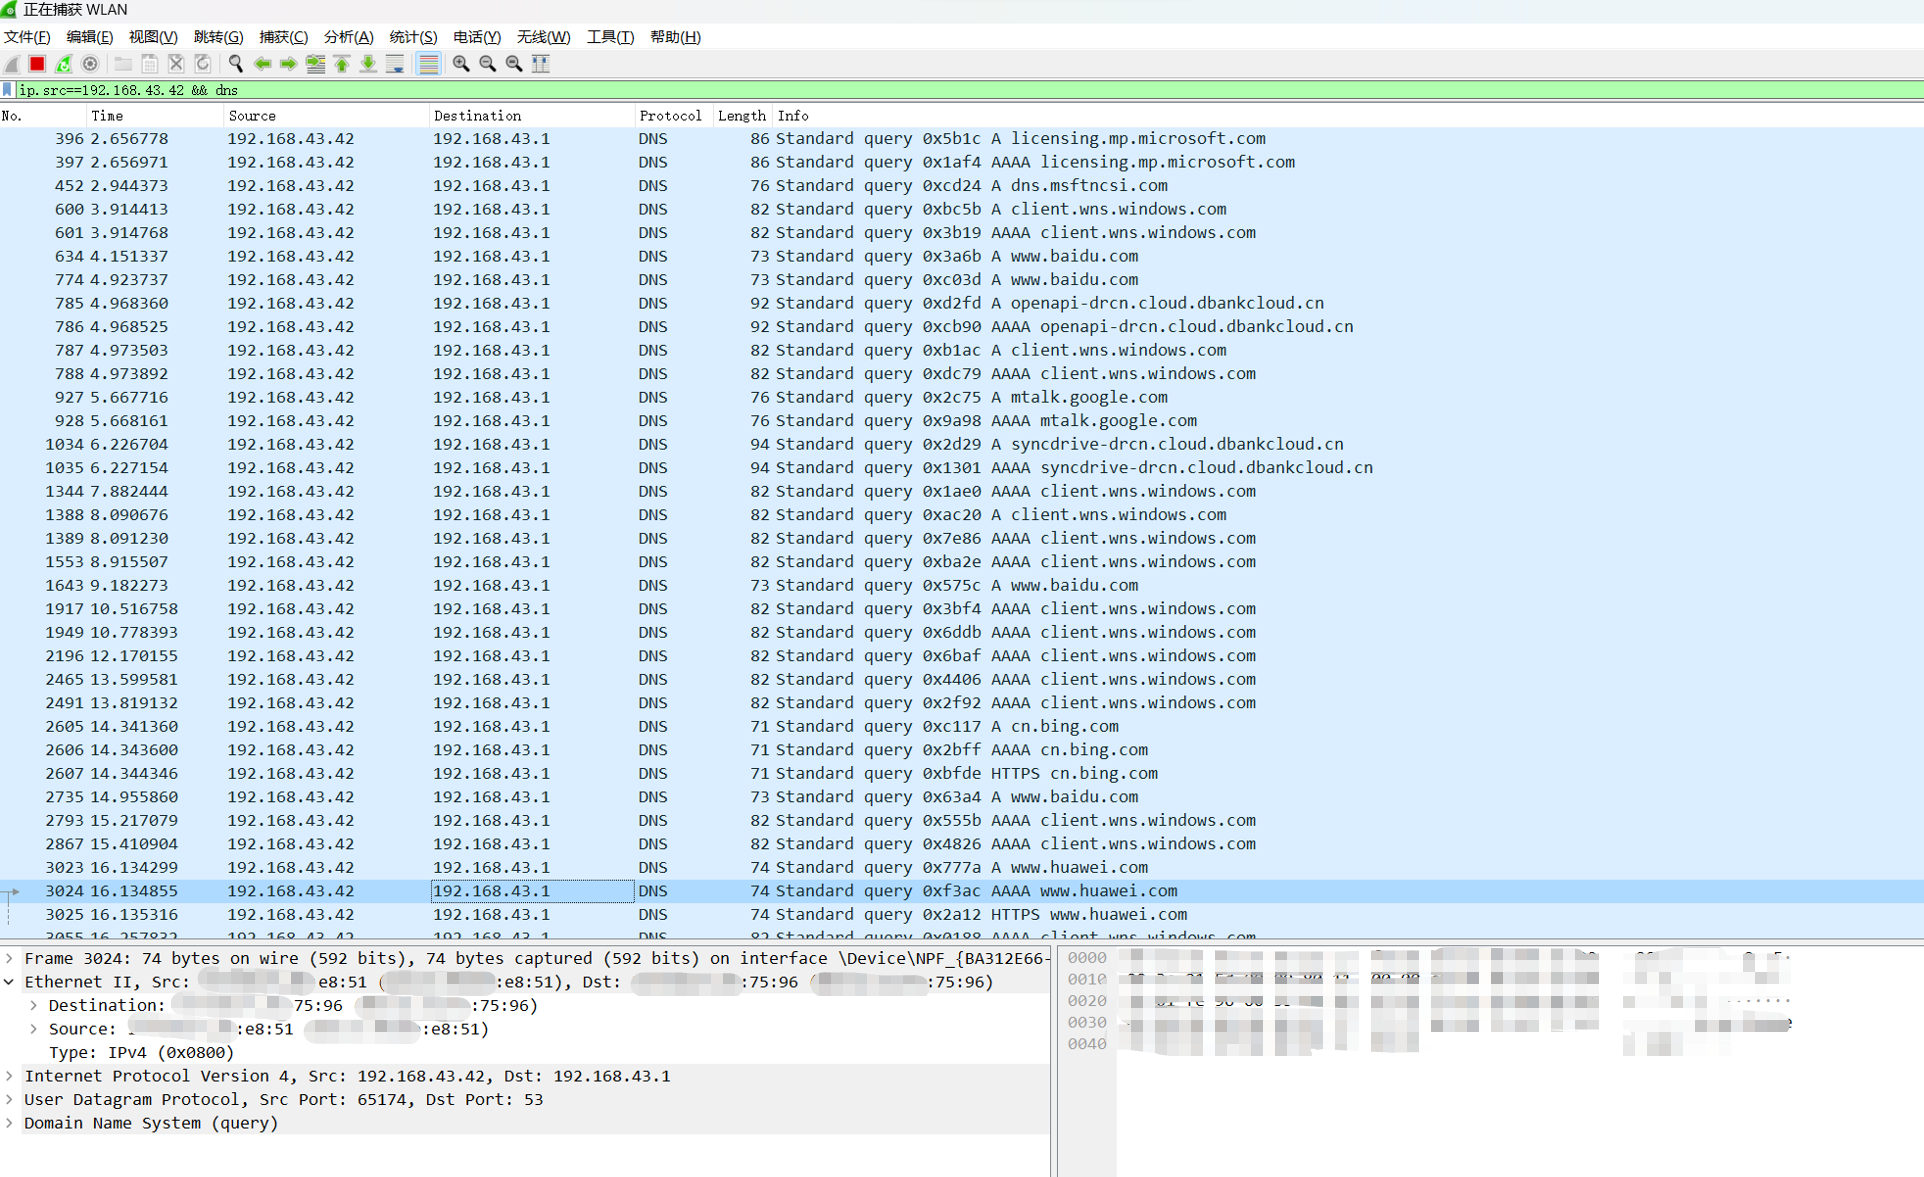 正在捕获 WLAN
文件(F) 编辑(E) 视图(V) 跳转(G) 捕获(C) 分析(A) 统计(S) 电话(Y) 无线(W) 工具(T) 帮助(H)
ip.src==192.168.43.42 && dns
No. Time Source Destination Protocol Length Info
396 2.656778 192.168.43.42 192.168.43.1 DNS 86 Standard query 0x5b1c A licensing.mp.microsoft.com
397 2.656971 192.168.43.42 192.168.43.1 DNS 86 Standard query 0x1af4 AAAA licensing.mp.microsoft.com
452 2.944373 192.168.43.42 192.168.43.1 DNS 76 Standard query 0xcd24 A dns.msftncsi.com
600 3.914413 192.168.43.42 192.168.43.1 DNS 82 Standard query 0xbc5b A client.wns.windows.com
601 3.914768 192.168.43.42 192.168.43.1 DNS 82 Standard query 0x3b19 AAAA client.wns.windows.com
634 4.151337 192.168.43.42 192.168.43.1 DNS 73 Standard query 0x3a6b A www.baidu.com
774 4.923737 192.168.43.42 192.168.43.1 DNS 73 Standard query 0xc03d A www.baidu.com
785 4.968360 192.168.43.42 192.168.43.1 DNS 92 Standard query 0xd2fd A openapi-drcn.cloud.dbankcloud.cn
786 4.968525 192.168.43.42 192.168.43.1 DNS 92 Standard query 0xcb90 AAAA openapi-drcn.cloud.dbankcloud.cn
787 4.973503 192.168.43.42 192.168.43.1 DNS 82 Standard query 0xb1ac A client.wns.windows.com
788 4.973892 192.168.43.42 192.168.43.1 DNS 82 Standard query 0xdc79 AAAA client.wns.windows.com
927 5.667716 192.168.43.42 192.168.43.1 DNS 76 Standard query 0x2c75 A mtalk.google.com
928 5.668161 192.168.43.42 192.168.43.1 DNS 76 Standard query 0x9a98 AAAA mtalk.google.com
1034 6.226704 192.168.43.42 192.168.43.1 DNS 94 Standard query 0x2d29 A syncdrive-drcn.cloud.dbankcloud.cn
1035 6.227154 192.168.43.42 192.168.43.1 DNS 94 Standard query 0x1301 AAAA syncdrive-drcn.cloud.dbankcloud.cn
1344 7.882444 192.168.43.42 192.168.43.1 DNS 82 Standard query 0x1ae0 AAAA client.wns.windows.com
1388 8.090676 192.168.43.42 192.168.43.1 DNS 82 Standard query 0xac20 A client.wns.windows.com
1389 8.091230 192.168.43.42 192.168.43.1 DNS 82 Standard query 0x7e86 AAAA client.wns.windows.com
1553 8.915507 192.168.43.42 192.168.43.1 DNS 82 Standard query 0xba2e AAAA client.wns.windows.com
1643 9.182273 192.168.43.42 192.168.43.1 DNS 73 Standard query 0x575c A www.baidu.com
1917 10.516758 192.168.43.42 192.168.43.1 DNS 82 Standard query 0x3bf4 AAAA client.wns.windows.com
1949 10.778393 192.168.43.42 192.168.43.1 DNS 82 Standard query 0x6ddb AAAA client.wns.windows.com
2196 12.170155 192.168.43.42 192.168.43.1 DNS 82 Standard query 0x6baf AAAA client.wns.windows.com
2465 13.599581 192.168.43.42 192.168.43.1 DNS 82 Standard query 0x4406 AAAA client.wns.windows.com
2491 13.819132 192.168.43.42 192.168.43.1 DNS 82 Standard query 0x2f92 AAAA client.wns.windows.com
2605 14.341360 192.168.43.42 192.168.43.1 DNS 71 Standard query 0xc117 A cn.bing.com
2606 14.343600 192.168.43.42 192.168.43.1 DNS 71 Standard query 0x2bff AAAA cn.bing.com
2607 14.344346 192.168.43.42 192.168.43.1 DNS 71 Standard query 0xbfde HTTPS cn.bing.com
2735 14.955860 192.168.43.42 192.168.43.1 DNS 73 Standard query 0x63a4 A www.baidu.com
2793 15.217079 192.168.43.42 192.168.43.1 DNS 82 Standard query 0x555b AAAA client.wns.windows.com
2867 15.410904 192.168.43.42 192.168.43.1 DNS 82 Standard query 0x4826 AAAA client.wns.windows.com
3023 16.134299 192.168.43.42 192.168.43.1 DNS 74 Standard query 0x777a A www.huawei.com
3024 16.134855 192.168.43.42 192.168.43.1 DNS 74 Standard query 0xf3ac AAAA www.huawei.com
3025 16.135316 192.168.43.42 192.168.43.1 DNS 74 Standard query 0x2a12 HTTPS www.huawei.com
3055 16.257832 192.168.43.42 192.168.43.1 DNS 82 Standard query 0x0188 AAAA client.wns.windows.com
Frame 3024: 74 bytes on wire (592 bits), 74 bytes captured (592 bits) on interface \Device\NPF_{BA312E66-
Ethernet II, Src: e8:51 (:e8:51), Dst: :75:96 (:75:96)
Destination: 75:96 :75:96)
Source: :e8:51 :e8:51)
Type: IPv4 (0x0800)
Internet Protocol Version 4, Src: 192.168.43.42, Dst: 192.168.43.1
User Datagram Protocol, Src Port: 65174, Dst Port: 53
Domain Name System (query)
0000
0010
0020
0030
0040